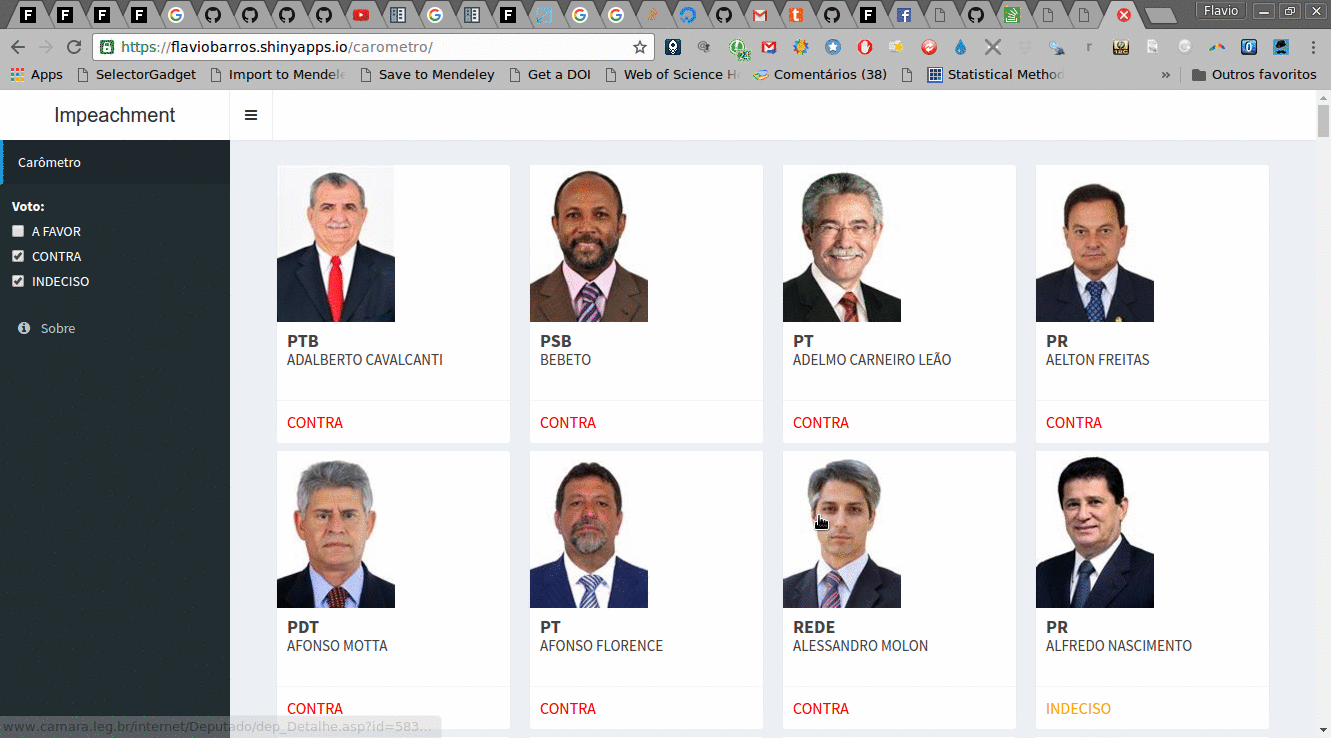 Flavio
https://flaviobarros.shinyapps.io/carometro/
Apps SelectorGadget Import to Mendele Save to Mendeley Get a DOI Web of Science H Comentários (38) Statistical Method » Outros favoritos
Impeachment
Carômetro
Voto:
A FAVOR
CONTRA
INDECISO
Sobre
PTB PSB PT PR
ADALBERTO CAVALCANTI BEBETO ADELMO CARNEIRO LEÃO AELTON FREITAS
CONTRA CONTRA CONTRA CONTRA
PDT PT REDE PR
AFONSO MOTTA AFONSO FLORENCE ALESSANDRO MOLON ALFREDO NASCIMENTO
CONTRA CONTRA CONTRA INDECISO
www.camara.leg.br/internet/Deputado/dep_Detalhe.asp?id=583...